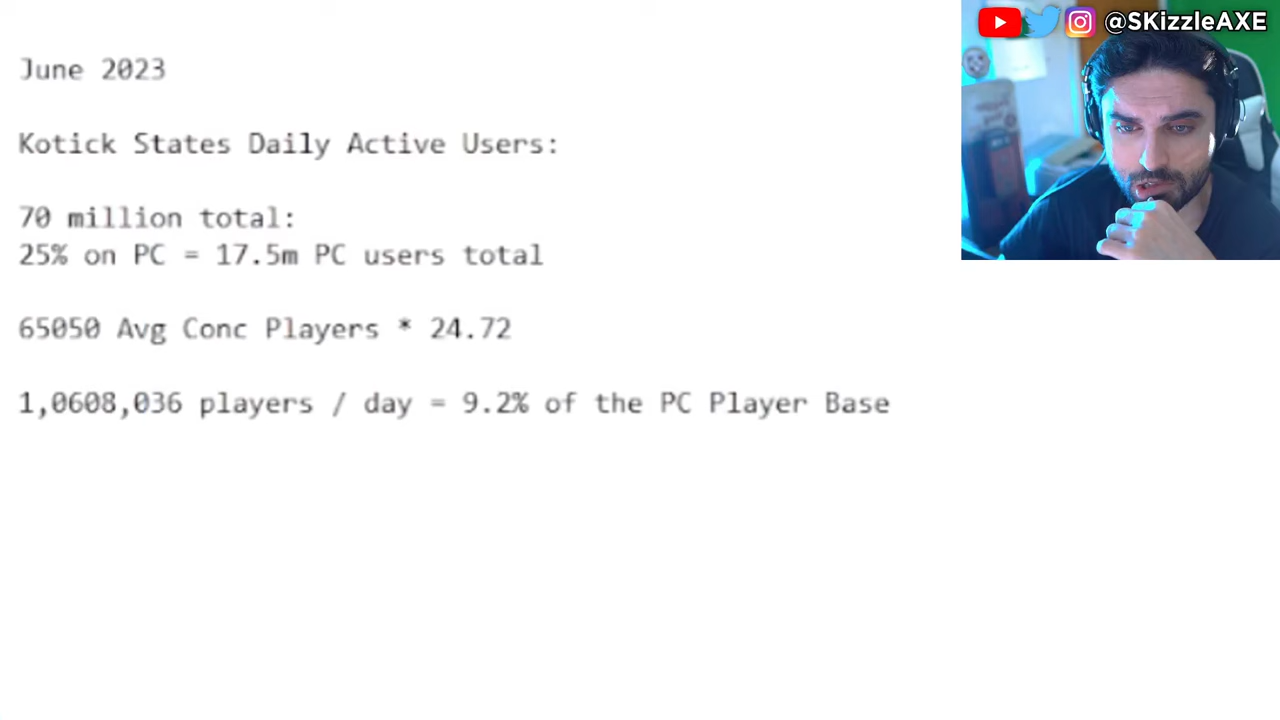 @SKizzleAXE
June 2023
Kotick States Daily Active Users:
70 million total:
25% on PC = 17.5m PC users total
65050 Avg Conc Players * 24.72
1,0608,036 players / day = 9.2% of the PC Player Base